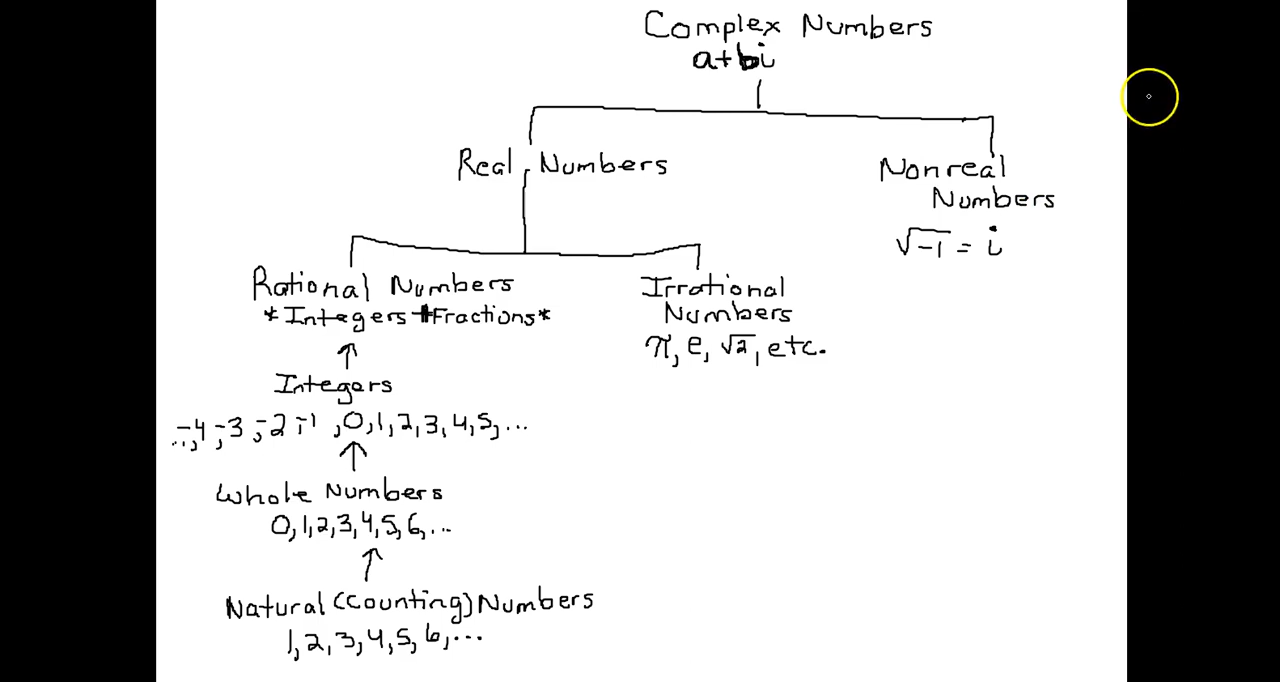 Complex Numbers
a+bi
Real Numbers
Nonreal
Numbers
√-1 = i
Rational Numbers
*Integers + Fractions*
Irrational
Numbers
π, e, √2, etc.
Integers
..., -4, -3, -2, -1, 0, 1, 2, 3, 4, 5, ...
Whole Numbers
0, 1, 2, 3, 4, 5, 6, ...
Natural (Counting) Numbers
1, 2, 3, 4, 5, 6, ...